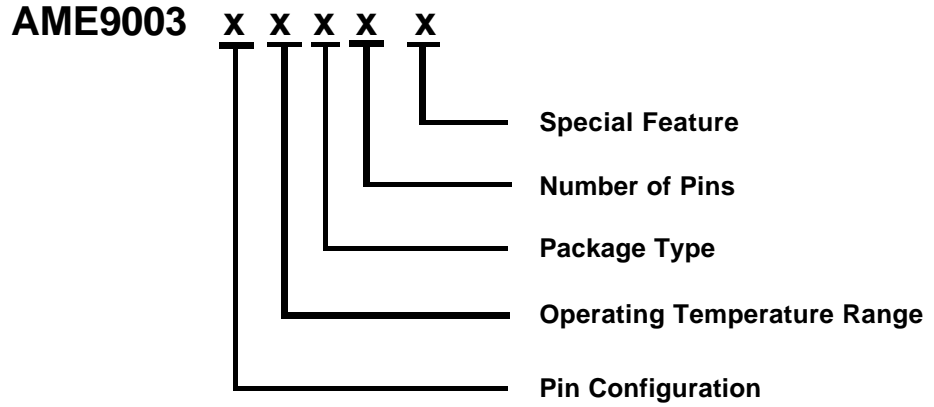 AME9003 x x x x x
Special Feature
Number of Pins
Package Type
Operating Temperature Range
Pin Configuration